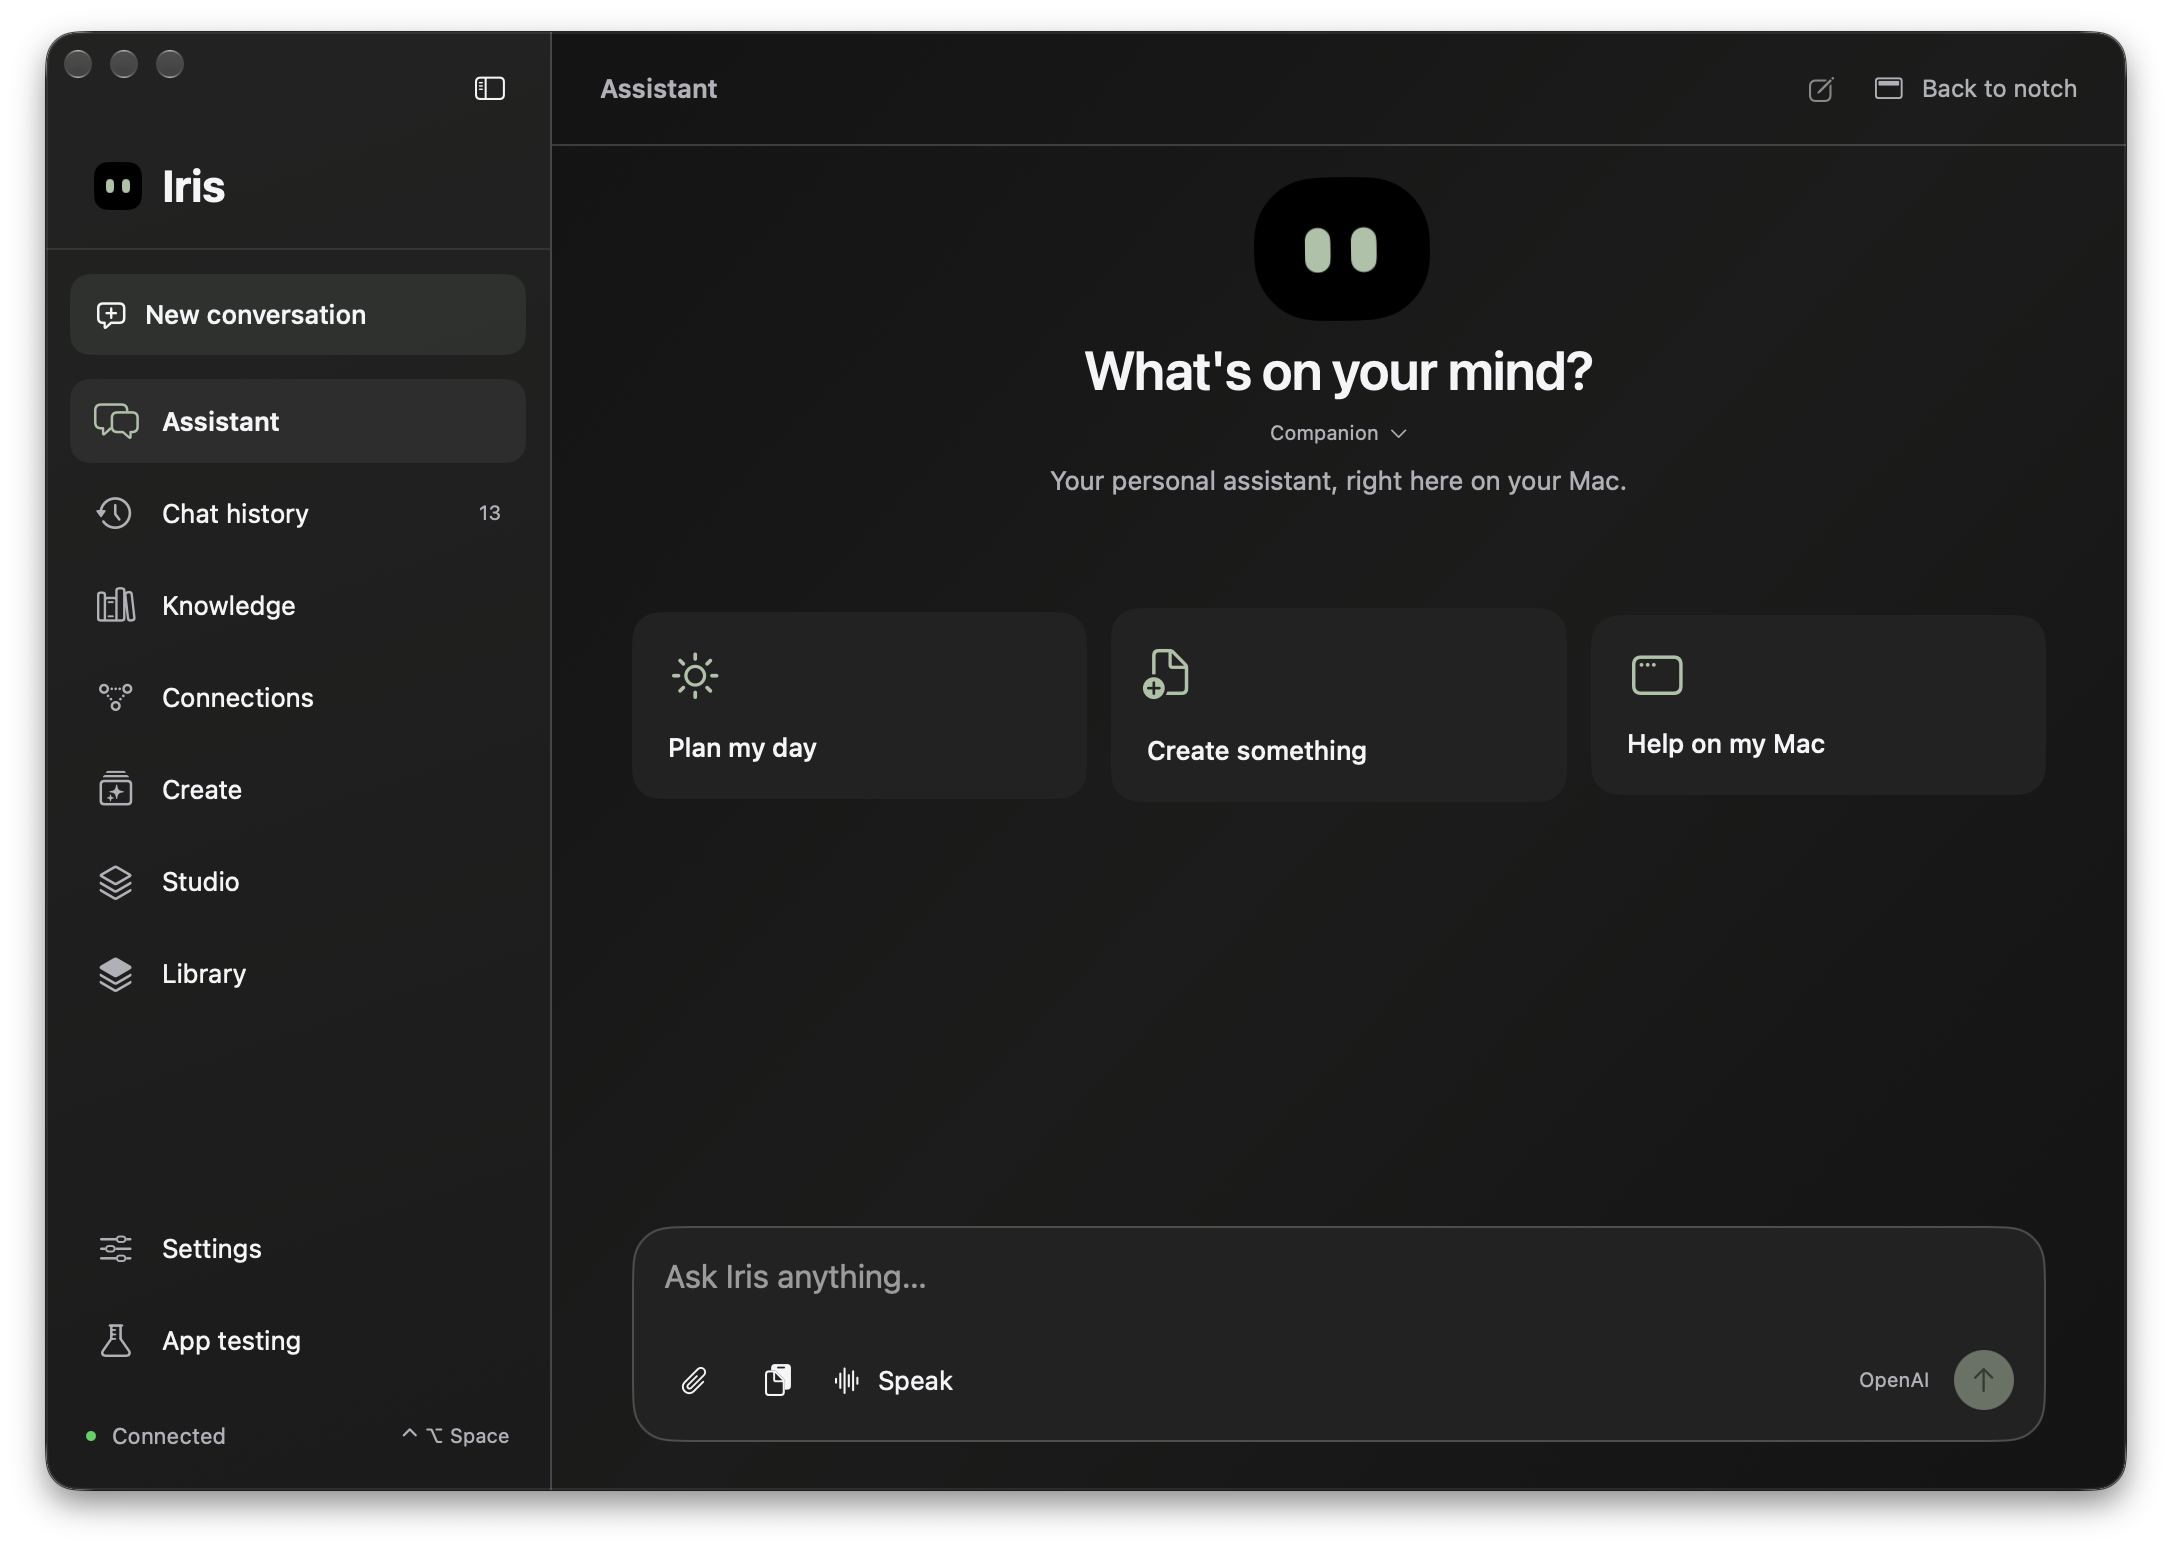 Iris
New conversation
Assistant
Chat history 13
Knowledge
Connections
Create
Studio
Library
Settings
App testing
Connected ⌃ ⌥ Space
Assistant
Back to notch
What's on your mind?
Companion
Your personal assistant, right here on your Mac.
Plan my day
Create something
Help on my Mac
Ask Iris anything...
Speak
OpenAI